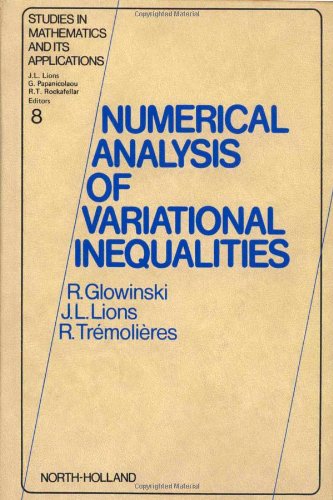 STUDIES IN
MATHEMATICS
AND ITS
APPLICATIONS
J.L. Lions
G. Papanicolaou
R.T. Rockafellar
Editors
8
NUMERICAL
ANALYSIS
OF
VARIATIONAL
INEQUALITIES
R.Glowinski
J.L.Lions
R.Trémolières
NORTH-HOLLAND